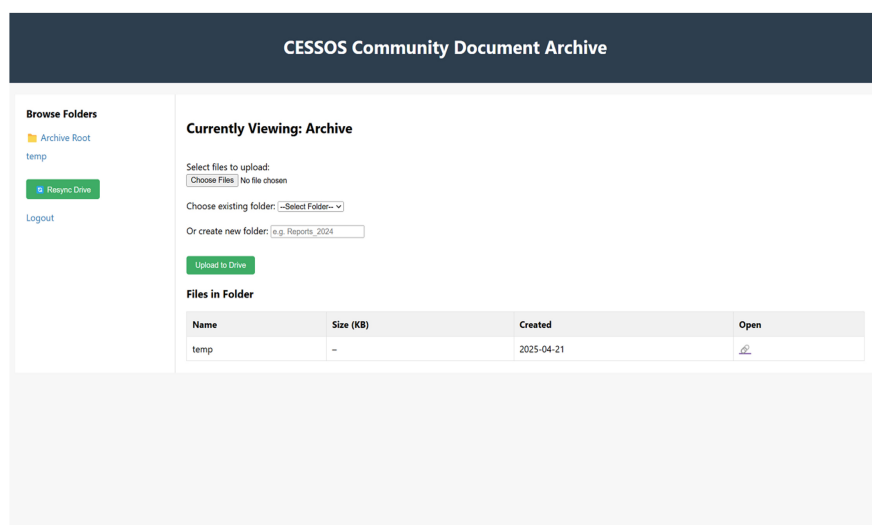 CESSOS Community Document Archive
Browse Folders
Archive Root
temp
Resync Drive
Logout
Currently Viewing: Archive
Select files to upload:
Choose Files No file chosen
Choose existing folder: --Select Folder--
Or create new folder: e.g. Reports_2024
Upload to Drive
Files in Folder
Name Size (KB) Created Open
temp – 2025-04-21